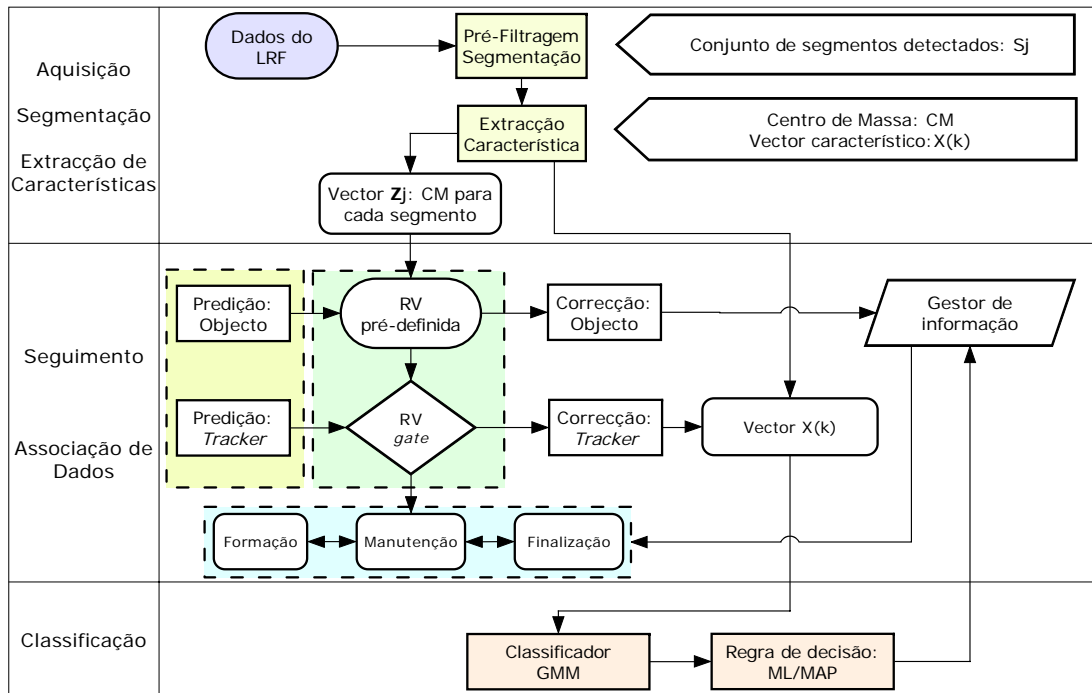 Aquisição
Segmentação
Extracção de
Características
Dados do
LRF
Pré-Filtragem
Segmentação
Conjunto de segmentos detectados: Sj
Extracção
Característica
Centro de Massa: CM
Vector característico: X(k)
Vector Zj: CM para
cada segmento
Seguimento
Associação de
Dados
Predição:
Objecto
RV
pré-definida
Correcção:
Objecto
Gestor de
informação
Predição:
Tracker
RV
gate
Correcção:
Tracker
Vector X(k)
Formação
Manutenção
Finalização
Classificação
Classificador
GMM
Regra de decisão:
ML/MAP